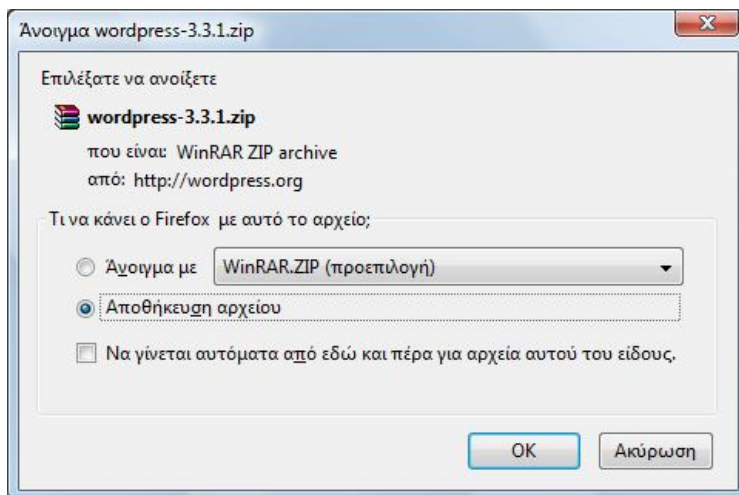 Άνοιγμα wordpress-3.3.1.zip
Επιλέξατε να ανοίξετε
wordpress-3.3.1.zip
που είναι: WinRAR ZIP archive
από: http://wordpress.org
Τι να κάνει ο Firefox με αυτό το αρχείο;
Άνοιγμα με WinRAR.ZIP (προεπιλογή)
Αποθήκευση αρχείου
Να γίνεται αυτόματα από εδώ και πέρα για αρχεία αυτού του είδους.
OK Ακύρωση